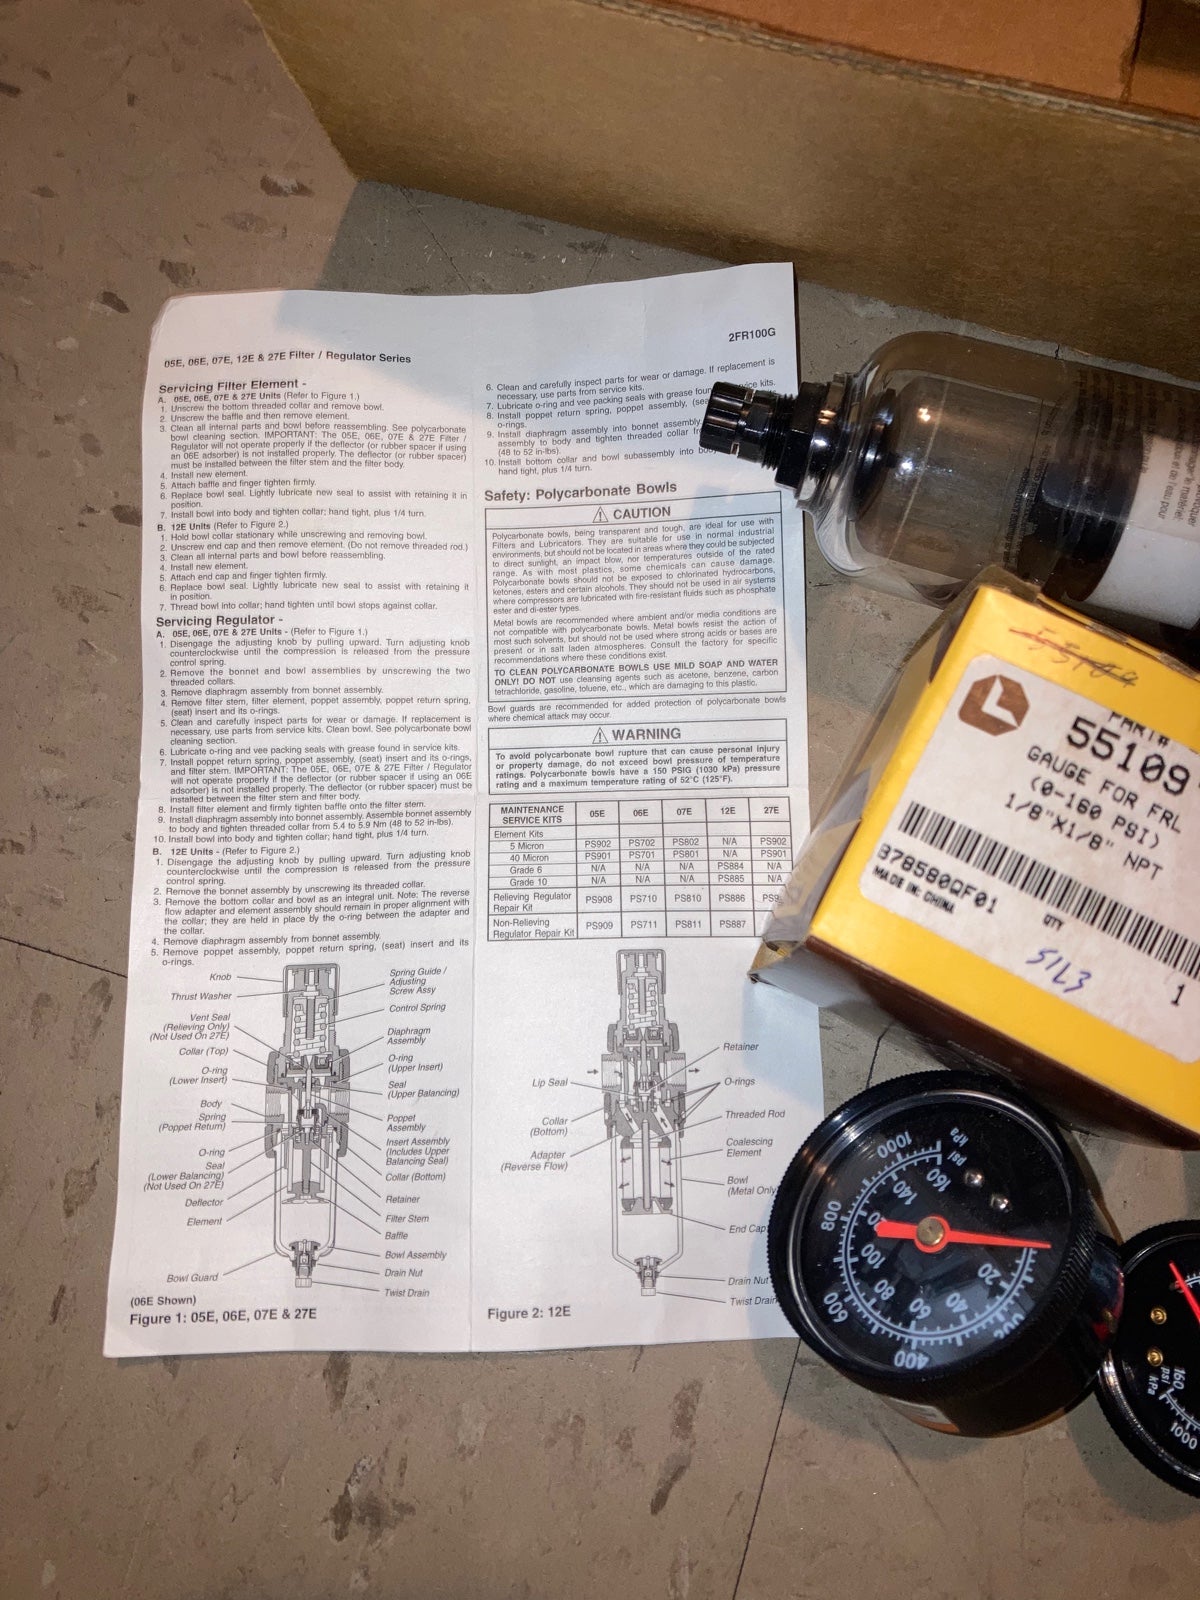 2FR100G
05E, 06E, 07E, 12E & 27E Filter / Regulator Series
Servicing Filter Element -
A. 05E, 06E, 07E & 27E Units (Refer to Figure 1.)
1. Unscrew the bottom threaded collar and remove bowl.
2. Unscrew the baffle and then remove element.
3. Clean all internal parts and bowl before reassembling. See polycarbonate
bowl cleaning section. IMPORTANT: The 05E, 06E, 07E & 27E Filter /
Regulator will not operate properly if the deflector (or rubber spacer if using
an 06E adsorber) is not installed properly. The deflector (or rubber spacer)
must be installed between the filter stem and the filter body.
4. Install new element.
5. Attach baffle and finger tighten firmly.
6. Replace bowl seal. Lightly lubricate new seal to assist with retaining it in
position.
7. Install bowl into body and tighten collar; hand tight, plus 1/4 turn.
B. 12E Units (Refer to Figure 2.)
1. Hold bowl collar stationary while unscrewing and removing bowl.
2. Unscrew end cap and then remove element. (Do not remove threaded rod.)
3. Clean all internal parts and bowl before reassembling.
4. Install new element.
5. Attach end cap and finger tighten firmly.
6. Replace bowl seal. Lightly lubricate new seal to assist with retaining it
in position.
7. Thread bowl into collar; hand tighten until bowl stops against collar.
Servicing Regulator -
A. 05E, 06E, 07E & 27E Units - (Refer to Figure 1.)
1. Disengage the adjusting knob by pulling upward. Turn adjusting knob
counterclockwise until the compression is released from the pressure
control spring.
2. Remove the bonnet and bowl assemblies by unscrewing the two
threaded collars.
3. Remove diaphragm assembly from bonnet assembly.
4. Remove filter stem, filter element, poppet assembly, poppet return spring,
(seat) insert and its o-rings.
5. Clean and carefully inspect parts for wear or damage. If replacement is
necessary, use parts from service kits. Clean bowl. See polycarbonate bowl
cleaning section.
6. Lubricate o-ring and vee packing seals with grease found in service kits.
7. Install poppet return spring, poppet assembly, (seat) insert and its o-rings,
and filter stem. IMPORTANT: The 05E, 06E, 07E & 27E Filter / Regulator
will not operate properly if the deflector (or rubber spacer if using an 06E
adsorber) is not installed properly. The deflector (or rubber spacer) must be
installed between the filter stem and filter body.
8. Install filter element and firmly tighten baffle onto the filter stem.
9. Install diaphragm assembly into bonnet assembly. Assemble bonnet assembly
to body and tighten threaded collar from 5.4 to 5.9 Nm (48 to 52 in-lbs).
10. Install bowl into body and tighten collar; hand tight, plus 1/4 turn.
B. 12E Units - (Refer to Figure 2.)
1. Disengage the adjusting knob by pulling upward. Turn adjusting knob
counterclockwise until the compression is released from the pressure
control spring.
2. Remove the bonnet assembly by unscrewing its threaded collar.
3. Remove the bottom collar and bowl as an integral unit. Note: The reverse
flow adapter and element assembly should remain in proper alignment with
the collar; they are held in place by the o-ring between the adapter and
the collar.
4. Remove diaphragm assembly from bonnet assembly.
5. Remove poppet assembly, poppet return spring, (seat) insert and its
o-rings.
Knob
Thrust Washer
Vent Seal
(Relieving Only)
(Not Used On 27E)
Collar (Top)
O-ring
(Lower Insert)
Body
Spring
(Poppet Return)
O-ring
Seal
(Lower Balancing)
(Not Used On 27E)
Deflector
Element
Bowl Guard
Spring Guide /
Adjusting
Screw Assy
Control Spring
Diaphragm
Assembly
O-ring
(Upper Insert)
Seal
(Upper Balancing)
Poppet
Assembly
Insert Assembly
(Includes Upper
Balancing Seal)
Collar (Bottom)
Retainer
Filter Stem
Baffle
Bowl Assembly
Drain Nut
Twist Drain
(06E Shown)
Figure 1: 05E, 06E, 07E & 27E
6. Clean and carefully inspect parts for wear or damage. If replacement is
necessary, use parts from service kits.
7. Lubricate o-ring and vee packing seals with grease found service kits.
8. Install poppet return spring, poppet assembly,
o-rings.
9. Install diaphragm assembly into bonnet assembly.
assembly to body and tighten threaded collar
(48 to 52 in-lbs).
10. Install bottom collar and bowl subassembly into
hand tight, plus 1/4 turn.
Safety: Polycarbonate Bowls
CAUTION
Polycarbonate bowls, being transparent and tough, are ideal for use with
Filters and Lubricators. They are suitable for use in normal industrial
environments, but should not be located in areas where they could be subjected
to direct sunlight, an impact blow, nor temperatures outside of the rated
range. As with most plastics, some chemicals can cause damage.
Polycarbonate bowls should not be exposed to chlorinated hydrocarbons,
ketones, esters and certain alcohols. They should not be used in air systems
where compressors are lubricated with fire-resistant fluids such as phosphate
ester and di-ester types.
Metal bowls are recommended where ambient and/or media conditions are
not compatible with polycarbonate bowls. Metal bowls resist the action of
most such solvents, but should not be used where strong acids or bases are
present or in salt laden atmospheres. Consult the factory for specific
recommendations where these conditions exist.
TO CLEAN POLYCARBONATE BOWLS USE MILD SOAP AND WATER
ONLY! DO NOT use cleansing agents such as acetone, benzene, carbon
tetrachloride, gasoline, toluene, etc., which are damaging to this plastic.
Bowl guards are recommended for added protection of polycarbonate bowls
where chemical attack may occur.
WARNING
To avoid polycarbonate bowl rupture that can cause personal injury
or property damage, do not exceed bowl pressure of temperature
ratings. Polycarbonate bowls have a 150 PSIG (1030 kPa) pressure
rating and a maximum temperature rating of 52°C (125°F).
MAINTENANCE SERVICE KITS 05E 06E 07E 12E 27E
Element Kits
5 Micron PS902 PS702 PS802 N/A PS902
40 Micron PS901 PS701 PS801 N/A PS901
Grade 6 N/A N/A N/A PS884 N/A
Grade 10 N/A N/A N/A PS885 N/A
Relieving Regulator Repair Kit PS908 PS710 PS810 PS886
Non-Relieving Regulator Repair Kit PS909 PS711 PS811 PS887
Retainer
Lip Seal
O-rings
Collar
(Bottom)
Threaded Rod
Adapter
(Reverse Flow)
Coalescing
Element
Bowl
(Metal Only
End Cap
Drain Nut
Twist Drain
Figure 2: 12E
PART#
55109
GAUGE FOR FRL
(0-160 PSI)
1/8"X1/8" NPT
B78580QF01
MADE IN: CHINA
QTY
1
51L3
psi
kPa
20
40
60
80
100
140
160
400
600
800
1000
160
psi
kPa
1000